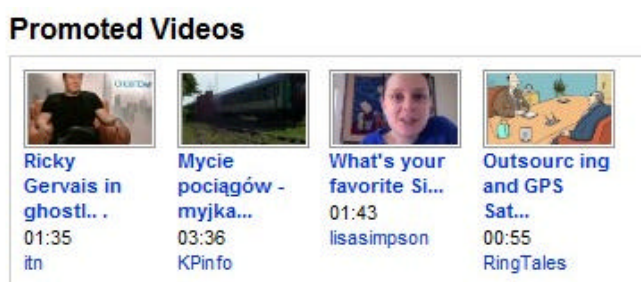 Promoted Videos
Ricky
Gervais in
ghostl.. .
01:35
itn
Mycie
pociągów -
myjka...
03:36
KPinfo
What's your
favorite Si...
01:43
lisasimpson
Outsourc ing
and GPS
Sat...
00:55
RingTales